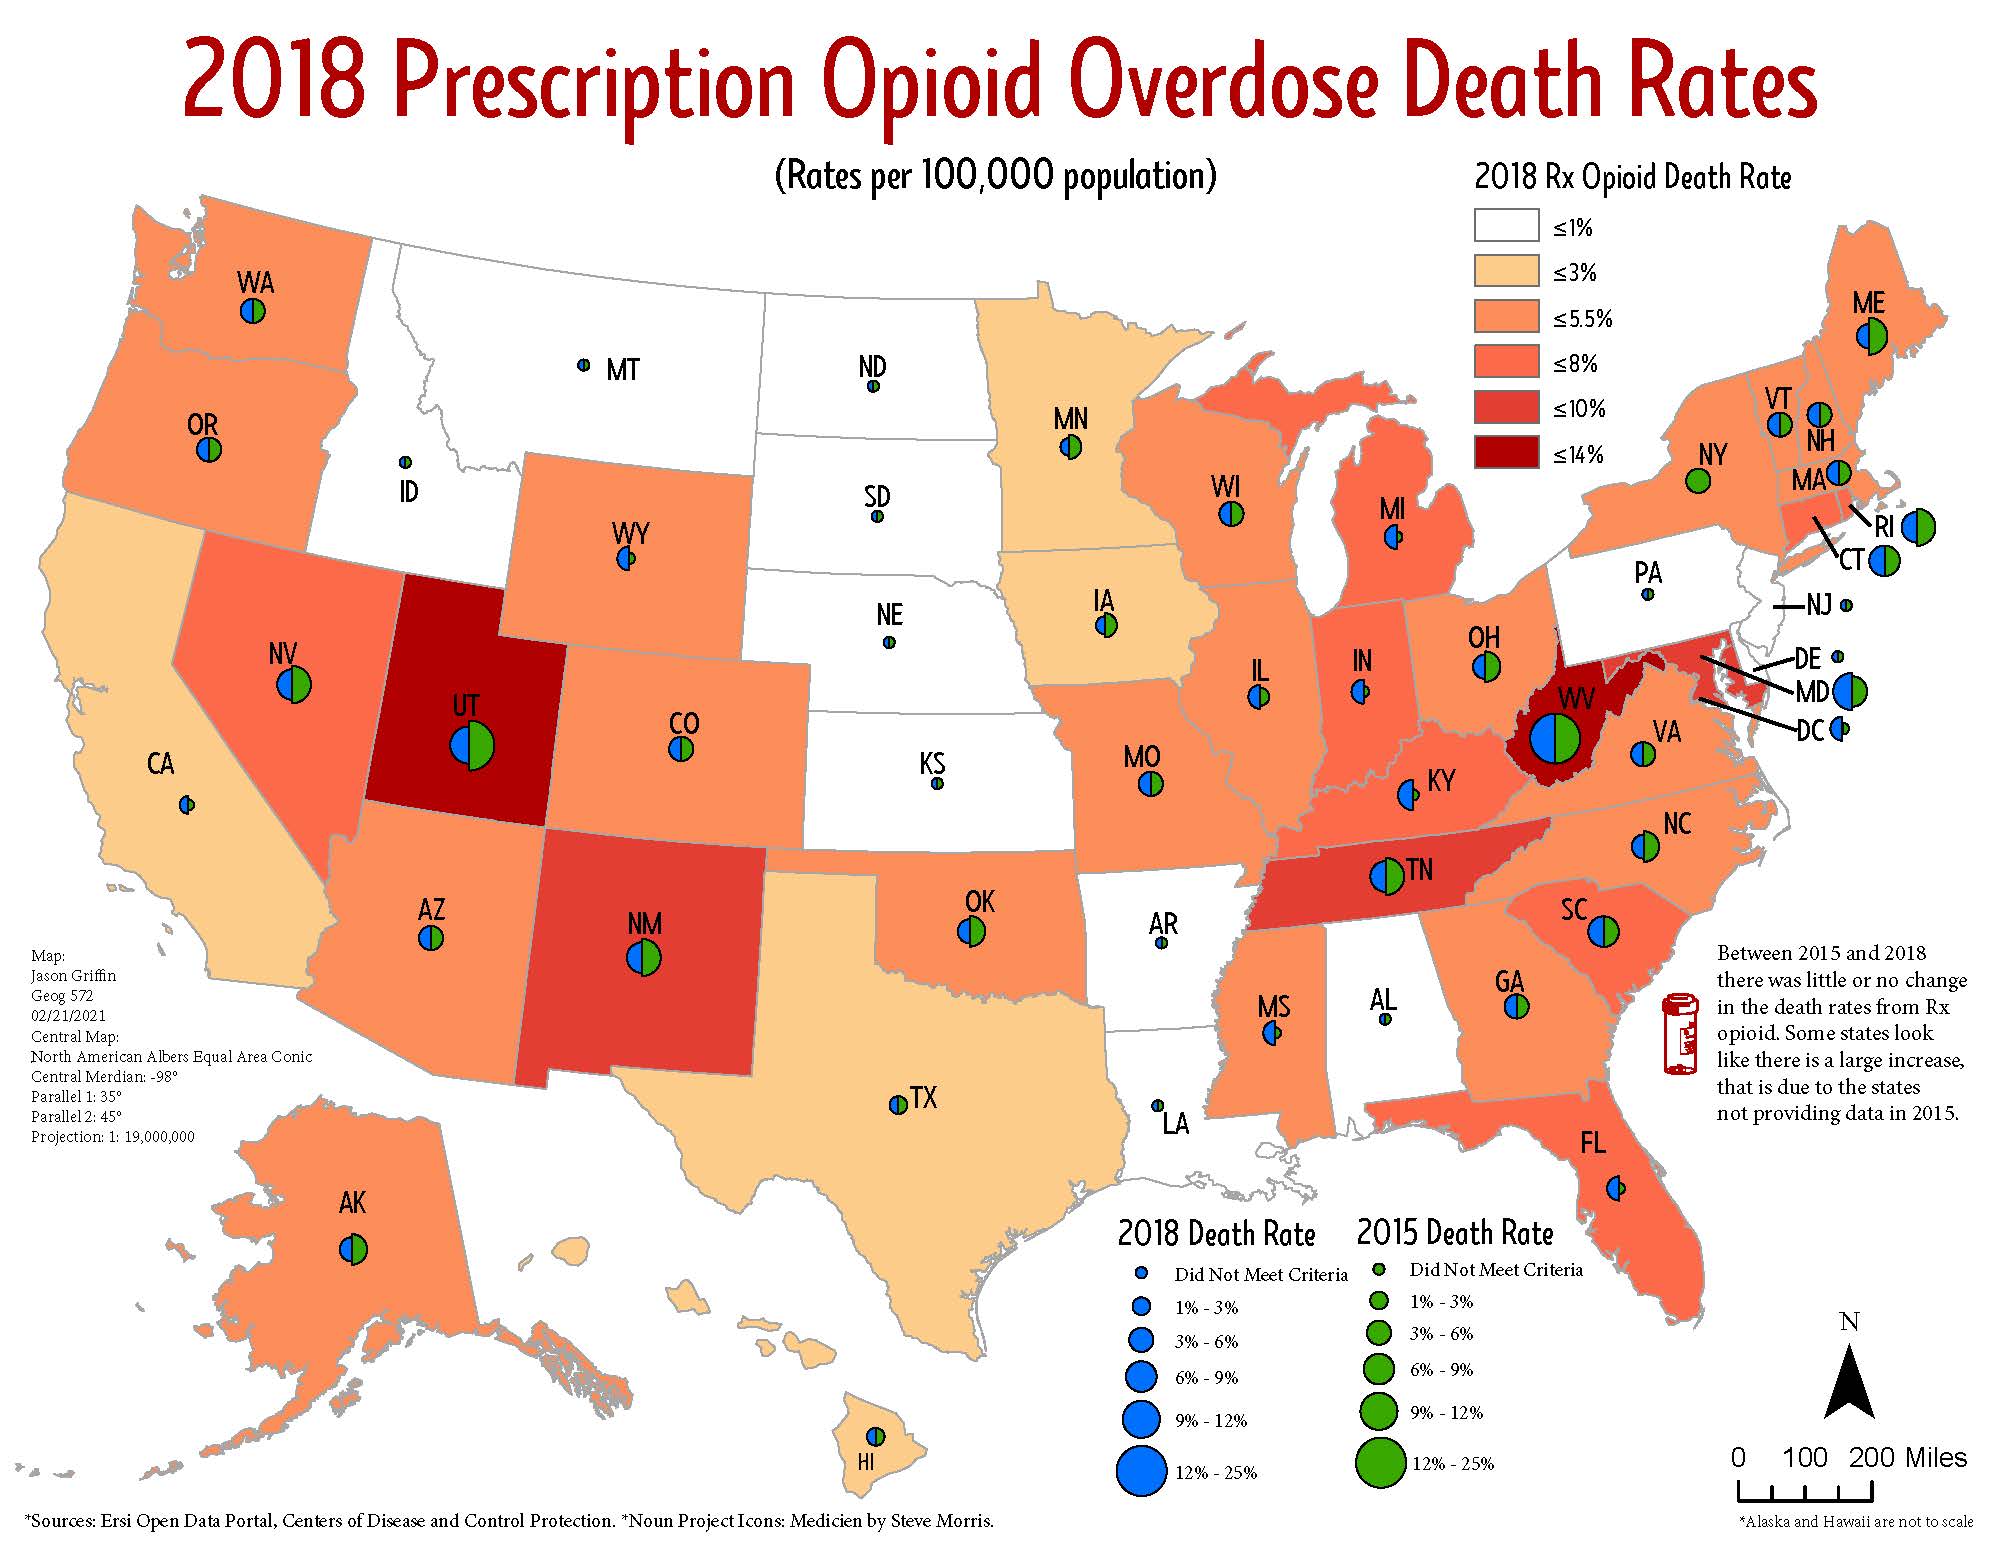 2018 Prescription Opioid Overdose Death Rates
(Rates per 100,000 population)
2018 Rx Opioid Death Rate
≤1%
≤3%
≤5.5%
≤8%
≤10%
≤14%
WA
OR
CA
NV
ID
MT
WY
UT
CO
AZ
NM
ND
SD
NE
KS
OK
TX
MN
IA
MO
AR
LA
WI
IL
MI
IN
OH
KY
TN
MS
AL
GA
FL
SC
NC
VA
WV
PA
NY
VT
NH
ME
MA
RI
CT
NJ
DE
MD
DC
AK
HI
Map:
Jason Griffin
Geog 572
02/21/2021
Central Map:
North American Albers Equal Area Conic
Central Merdian: -98°
Parallel 1: 35°
Parallel 2: 45°
Projection: 1: 19,000,000
Between 2015 and 2018
there was little or no change
in the death rates from Rx
opioid. Some states look
like there is a large increase,
that is due to the states
not providing data in 2015.
2018 Death Rate
Did Not Meet Criteria
1% - 3%
3% - 6%
6% - 9%
9% - 12%
12% - 25%
2015 Death Rate
Did Not Meet Criteria
1% - 3%
3% - 6%
6% - 9%
9% - 12%
12% - 25%
N
0 100 200 Miles
*Alaska and Hawaii are not to scale
*Sources: Ersi Open Data Portal, Centers of Disease and Control Protection. *Noun Project Icons: Medicien by Steve Morris.